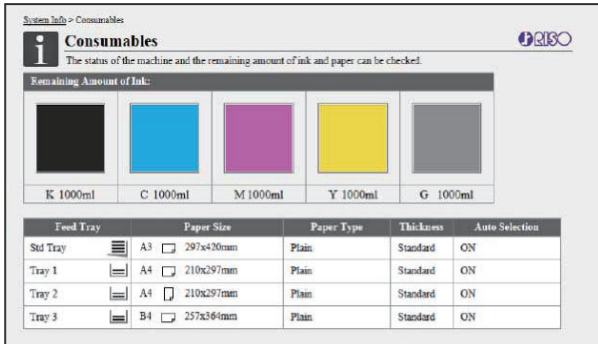 System Info > Consumables
i Consumables
RISO
The status of the machine and the remaining amount of ink and paper can be checked.
Remaining Amount of Ink:
K 1000ml C 1000ml M 1000ml Y 1000ml G 1000ml
Feed Tray Paper Size Paper Type Thickness Auto Selection
Std Tray A3 297x420mm Plain Standard ON
Tray 1 A4 210x297mm Plain Standard ON
Tray 2 A4 210x297mm Plain Standard ON
Tray 3 B4 257x364mm Plain Standard ON